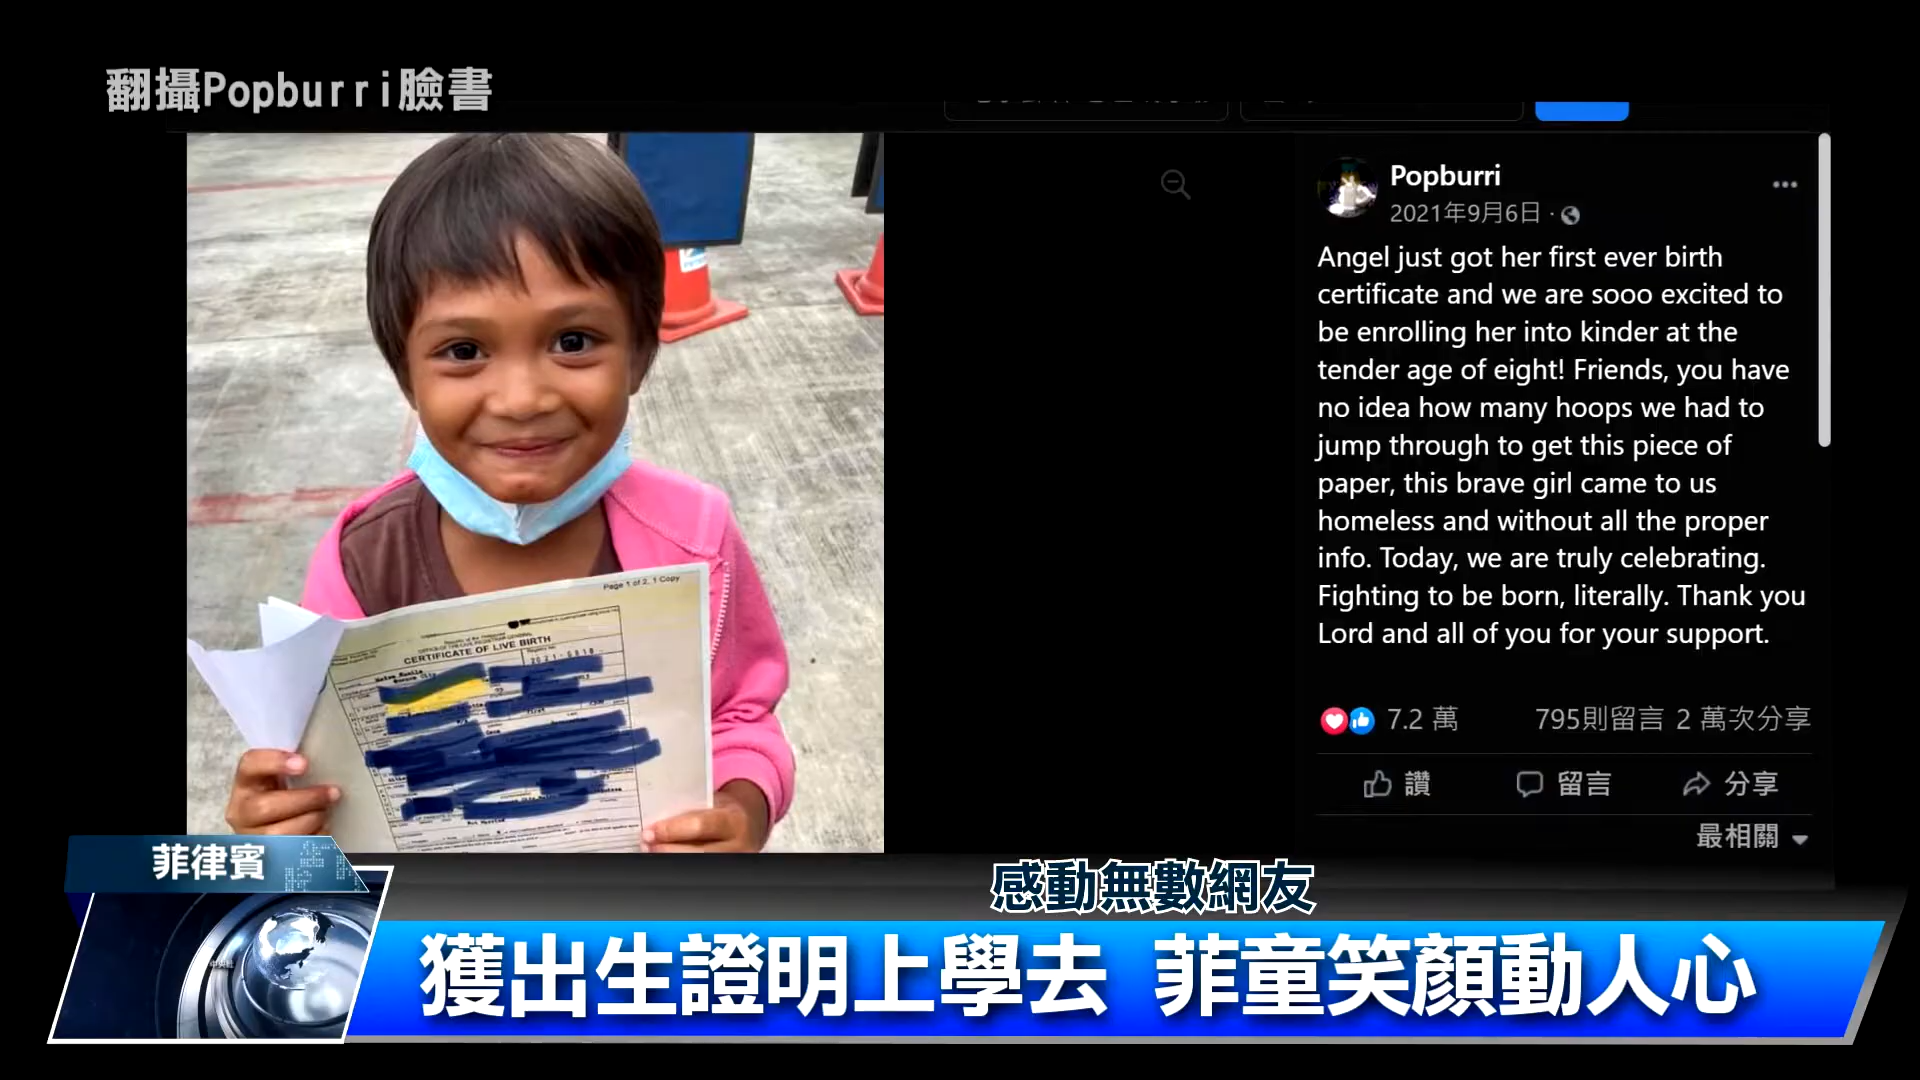 翻攝Popburri臉書
Popburri
2021年9月6日 ·
Angel just got her first ever birth
certificate and we are sooo excited to
be enrolling her into kinder at the
tender age of eight! Friends, you have
no idea how many hoops we had to
jump through to get this piece of
paper, this brave girl came to us
homeless and without all the proper
info. Today, we are truly celebrating.
Fighting to be born, literally. Thank you
Lord and all of you for your support.
7.2 萬 795則留言 2 萬次分享
讚 留言 分享
最相關
Page 1 of 2, 1 Copy
CERTIFICATE OF LIVE BIRTH
菲律賓
中央社
感動無數網友
獲出生證明上學去 菲童笑顏動人心